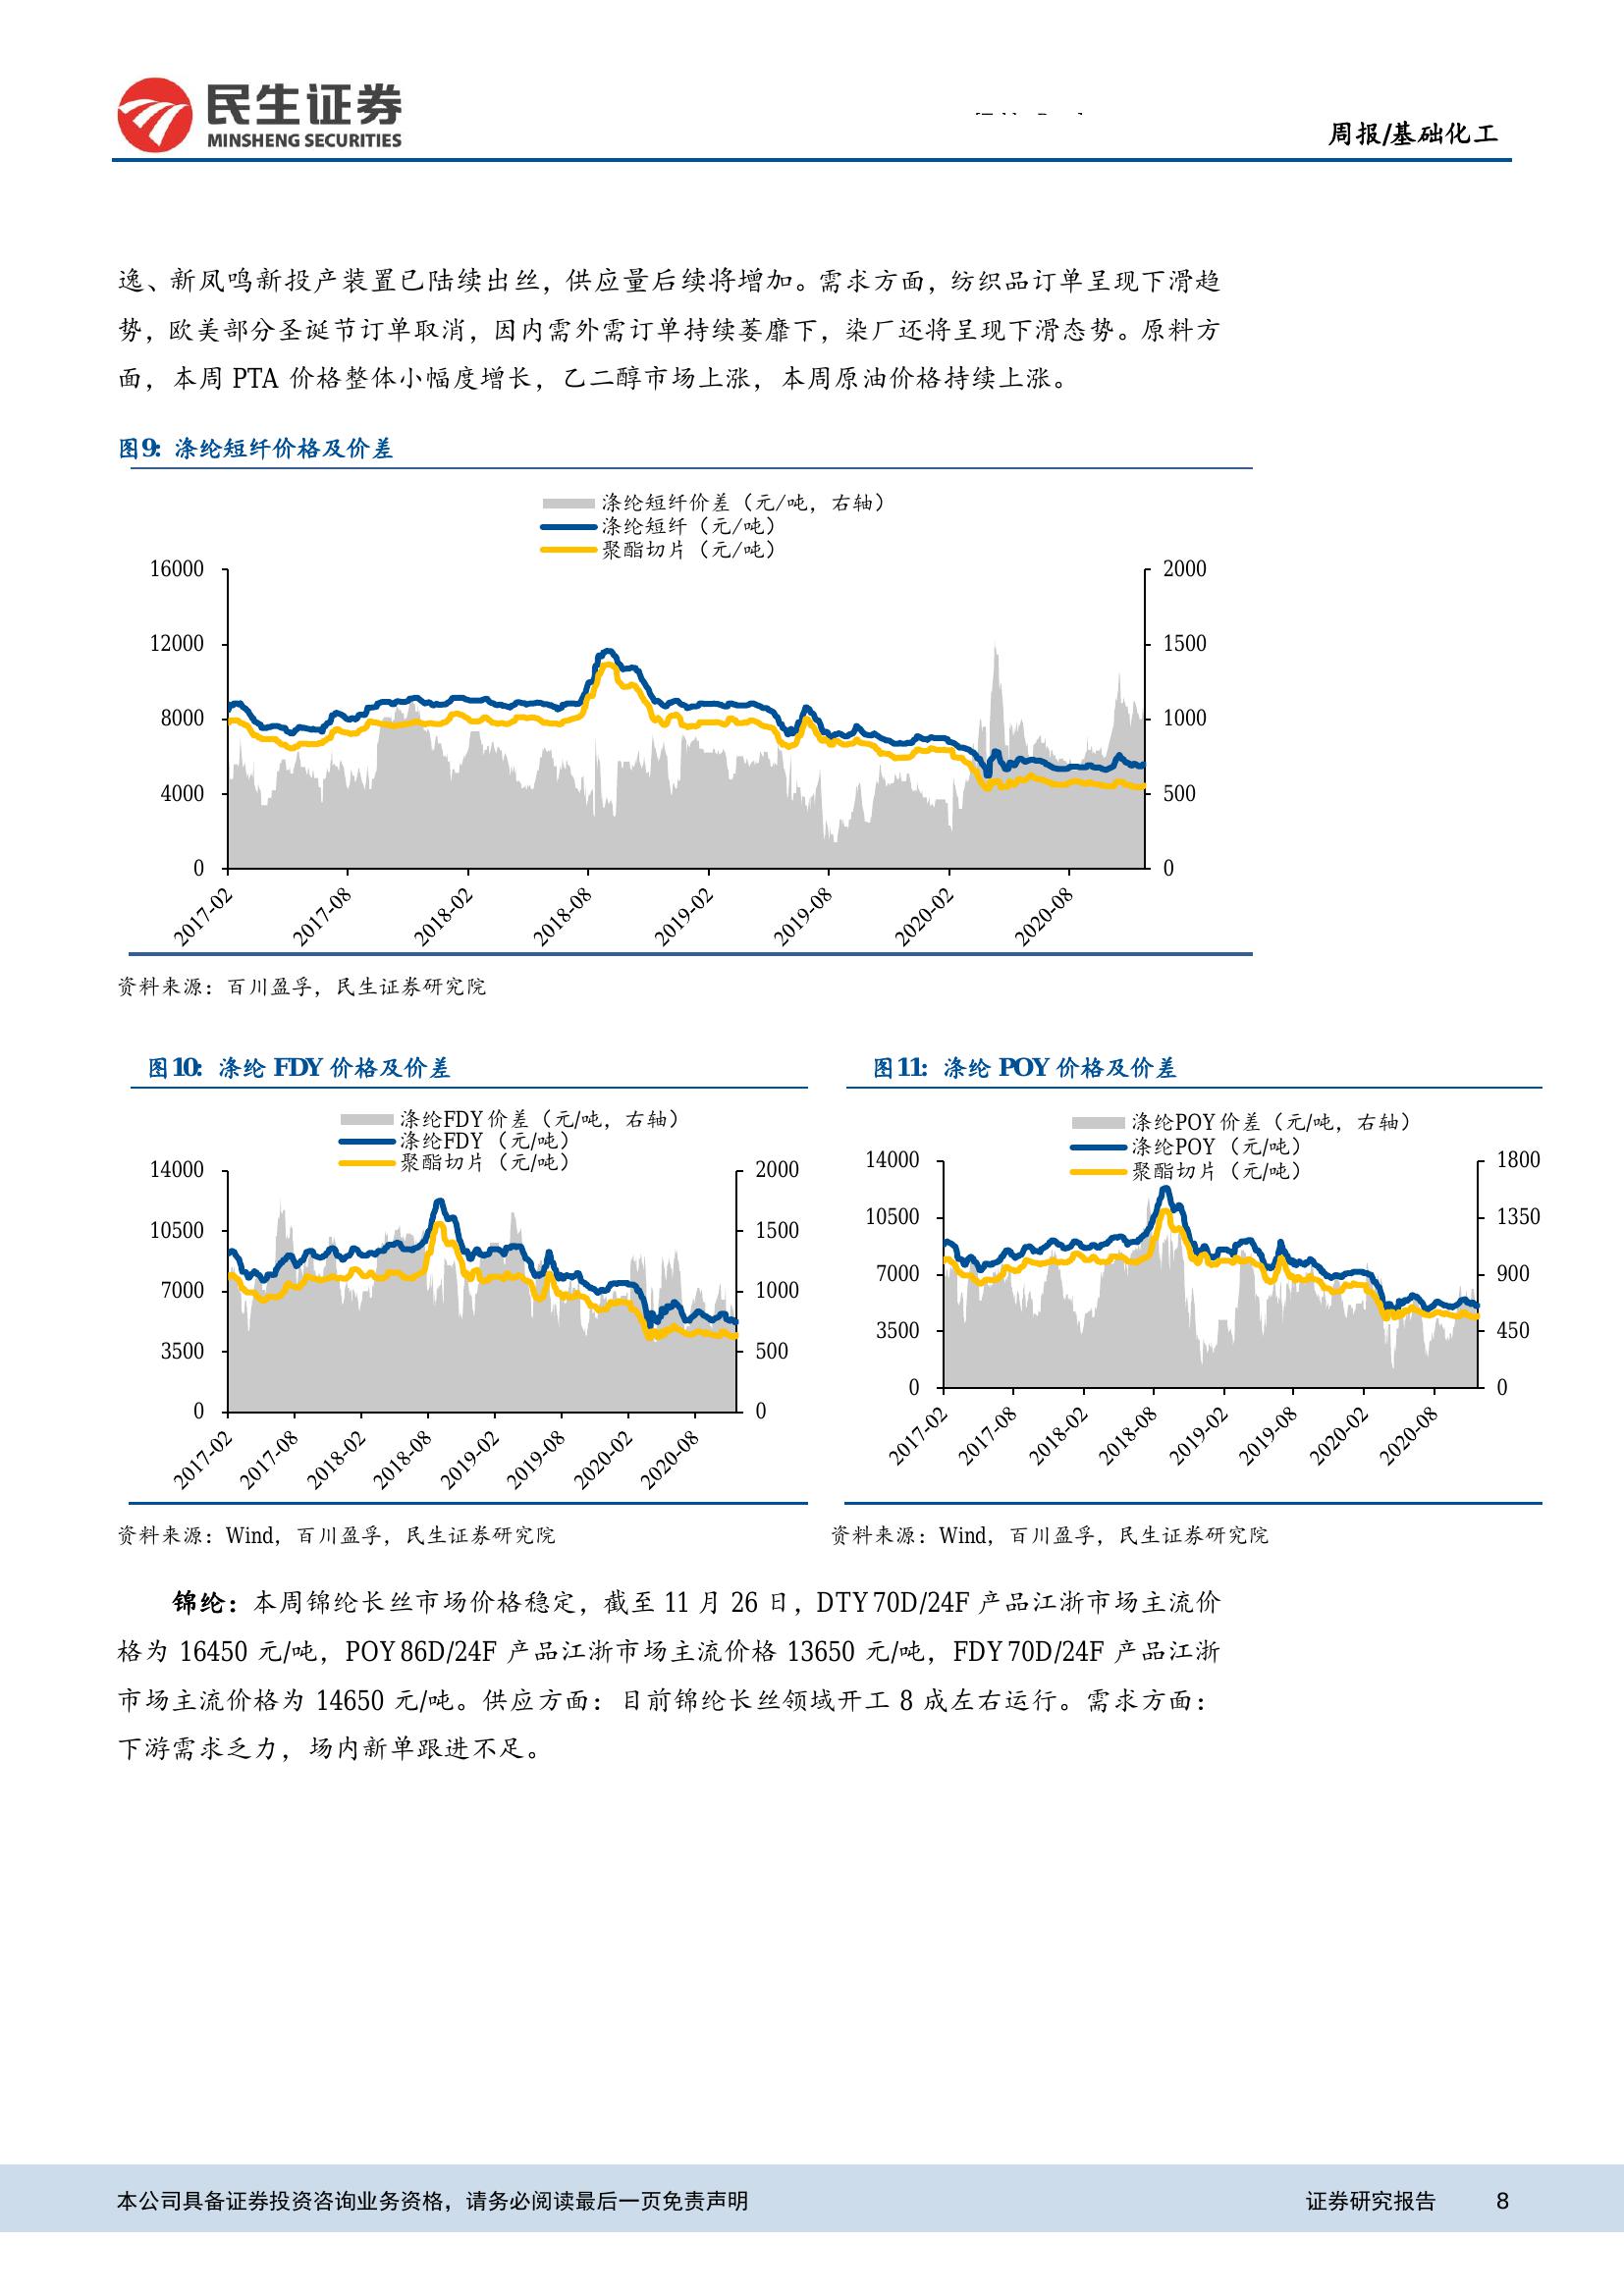 民生证券
MINSHENG SECURITIES
周报/基础化工
逸、新凤鸣新投产装置已陆续出丝，供应量后续将增加。需求方面，纺织品订单呈现下滑趋
势，欧美部分圣诞节订单取消，因内需外需订单持续萎靡下，染厂还将呈现下滑态势。原料方
面，本周 PTA 价格整体小幅度增长，乙二醇市场上涨，本周原油价格持续上涨。
图9：涤纶短纤价格及价差
涤纶短纤价差（元/吨，右轴）
涤纶短纤（元/吨）
聚酯切片（元/吨）
16000 2000
12000 1500
8000 1000
4000 500
0 0
2017-02 2017-08 2018-02 2018-08 2019-02 2019-08 2020-02 2020-08
资料来源：百川盈孚，民生证券研究院
图10：涤纶 FDY 价格及价差
涤纶FDY价差（元/吨，右轴）
涤纶FDY（元/吨）
聚酯切片（元/吨）
14000 2000
10500 1500
7000 1000
3500 500
0 0
2017-02 2017-08 2018-02 2018-08 2019-02 2019-08 2020-02 2020-08
资料来源：Wind，百川盈孚，民生证券研究院
图11：涤纶 POY 价格及价差
涤纶POY价差（元/吨，右轴）
涤纶POY（元/吨）
聚酯切片（元/吨）
14000 1800
10500 1350
7000 900
3500 450
0 0
2017-02 2017-08 2018-02 2018-08 2019-02 2019-08 2020-02 2020-08
资料来源：Wind，百川盈孚，民生证券研究院
锦纶：本周锦纶长丝市场价格稳定，截至 11 月 26 日，DTY70D/24F 产品江浙市场主流价
格为 16450 元/吨，POY86D/24F 产品江浙市场主流价格 13650 元/吨，FDY70D/24F 产品江浙
市场主流价格为 14650 元/吨。供应方面：目前锦纶长丝领域开工 8 成左右运行。需求方面：
下游需求乏力，场内新单跟进不足。
本公司具备证券投资咨询业务资格，请务必阅读最后一页免责声明 证券研究报告 8